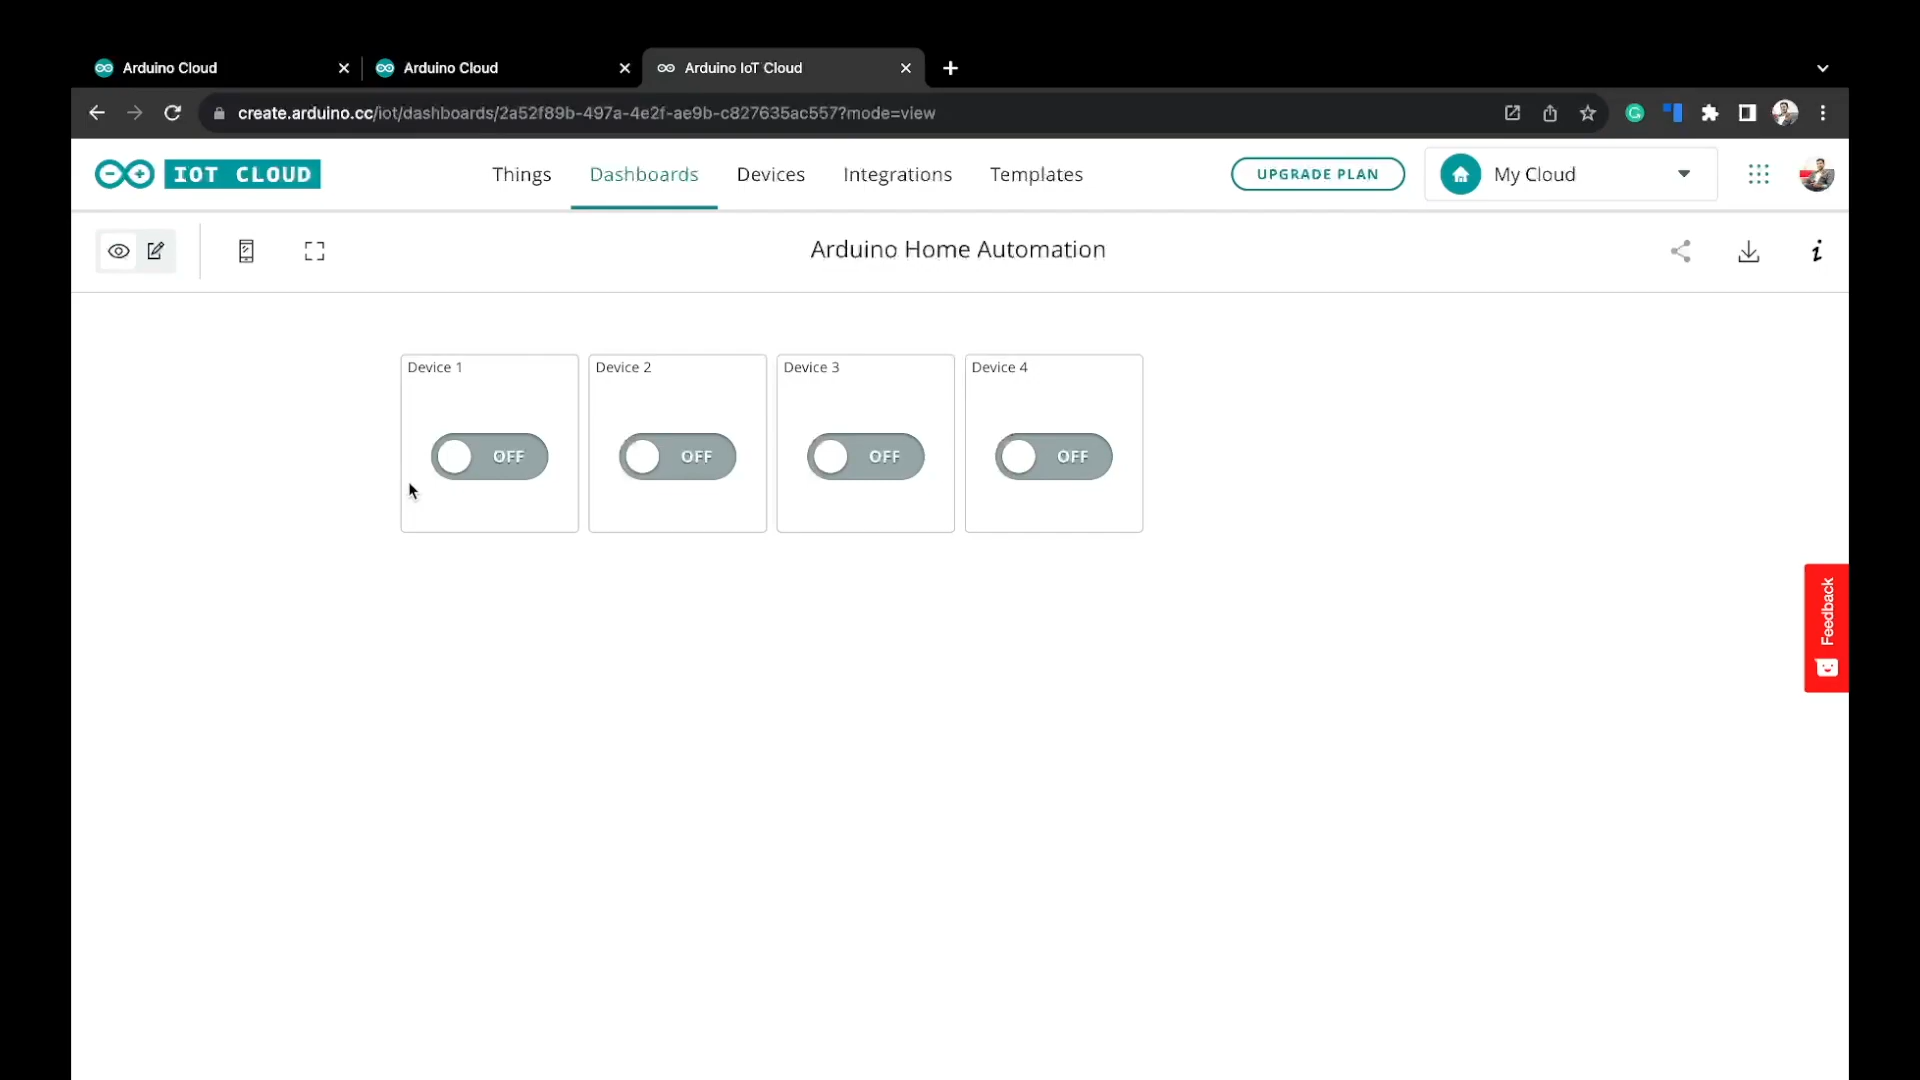 Arduino Cloud
Arduino Cloud
Arduino IoT Cloud
create.arduino.cc/iot/dashboards/2a52f89b-497a-4e2f-ae9b-c827635ac557?mode=view
IOT CLOUD
Things
Dashboards
Devices
Integrations
Templates
UPGRADE PLAN
My Cloud
Arduino Home Automation
Device 1
Device 2
Device 3
Device 4
OFF
OFF
OFF
OFF
Feedback